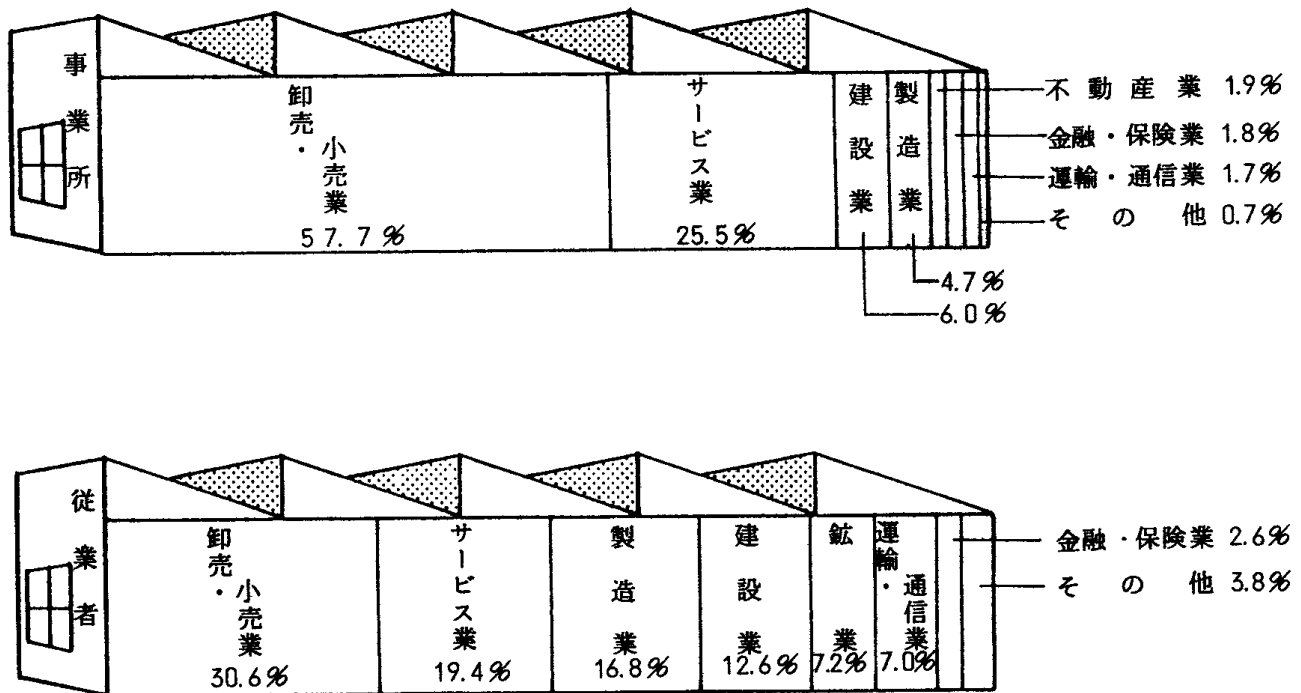 事業所
卸売・小売業
57.7%
サービス業
25.5%
建設業
製造業
不動産業 1.9%
金融・保険業 1.8%
運輸・通信業 1.7%
その他 0.7%
4.7%
6.0%
従業者
卸売・小売業
30.6%
サービス業
19.4%
製造業
16.8%
建設業
12.6%
鉱業
7.2%
運輸・通信業
7.0%
金融・保険業 2.6%
その他 3.8%